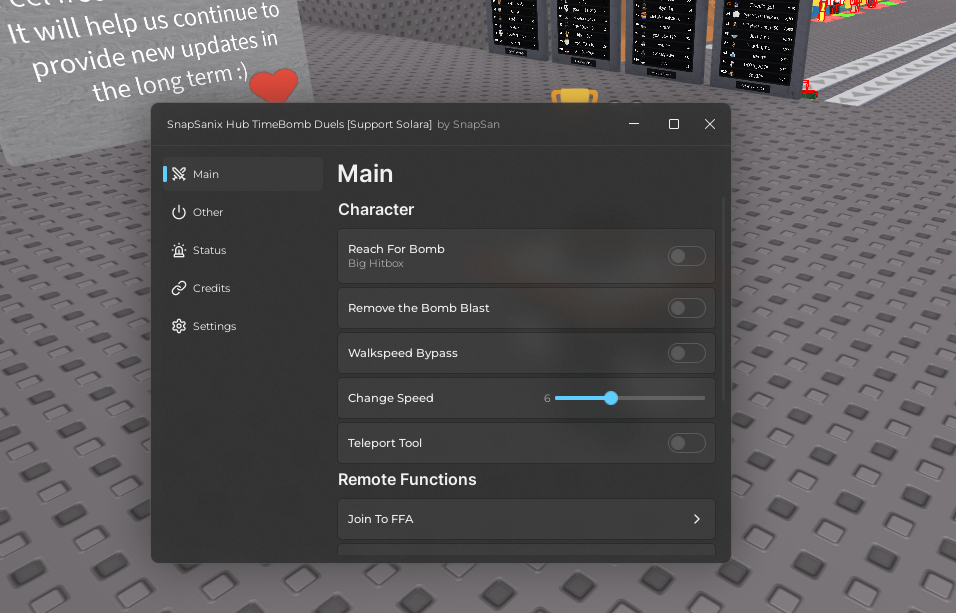 It will help us continue to
provide new updates in
the long term :)
SnapSanix Hub TimeBomb Duels [Support Solara] by SnapSan
Main
Other
Status
Credits
Settings
Main
Character
Reach For Bomb
Big Hitbox
Remove the Bomb Blast
Walkspeed Bypass
Change Speed 6
Teleport Tool
Remote Functions
Join To FFA